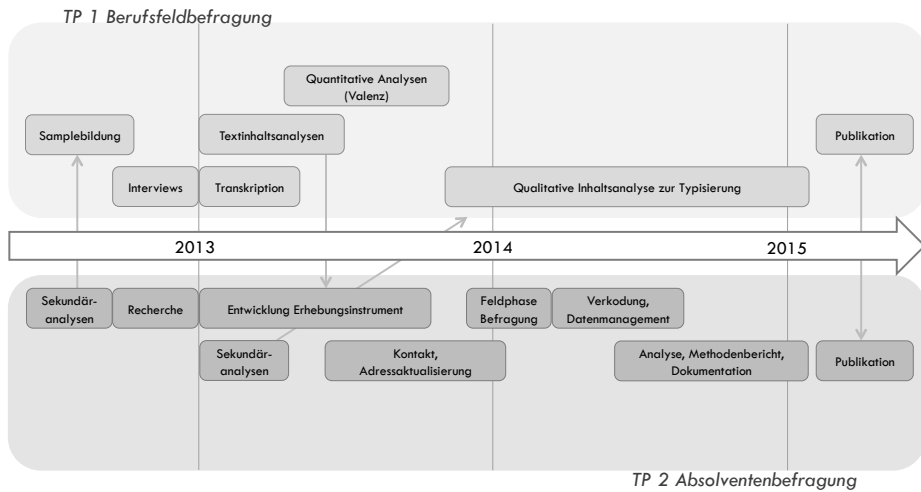 TP 1 Berufsfeldbefragung
Quantitative Analysen
(Valenz)
Samplebildung
Textinhaltsanalysen
Publikation
Interviews
Transkription
Qualitative Inhaltsanalyse zur Typisierung
2013
2014
2015
Sekundär-
analysen
Recherche
Entwicklung Erhebungsinstrument
Feldphase
Befragung
Verkodung,
Datenmanagement
Sekundär-
analysen
Kontakt,
Adressaktualisierung
Analyse, Methodenbericht,
Dokumentation
Publikation
TP 2 Absolventenbefragung